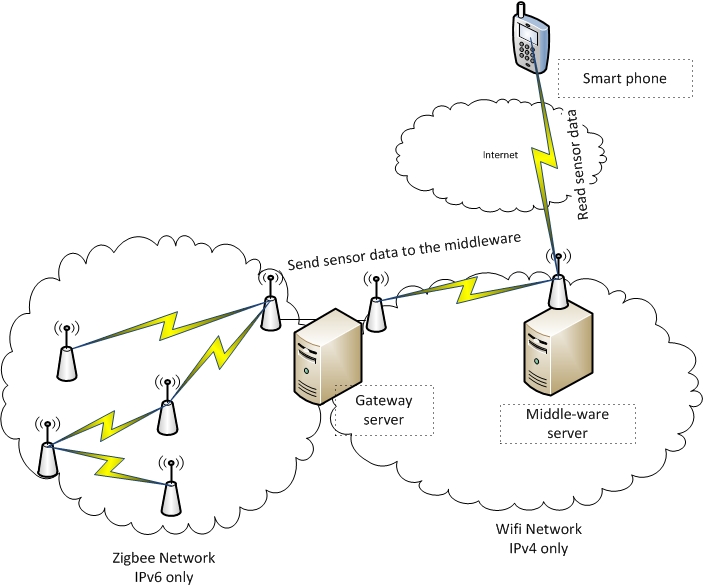 Smart phone
Internet
Read sensor data
Send sensor data to the middleware
Gateway
server
Middle-ware
server
Wifi Network
IPv4 only
Zigbee Network
IPv6 only